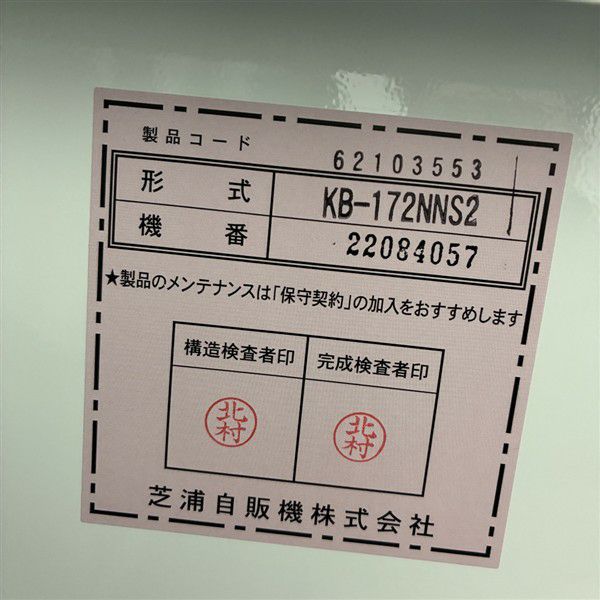 製品コード 62103553
形式 KB-172NNS2
機番 22084057
★製品のメンテナンスは「保守契約」の加入をおすすめします
構造検査者印 完成検査者印
北村 北村
芝浦自販機株式会社